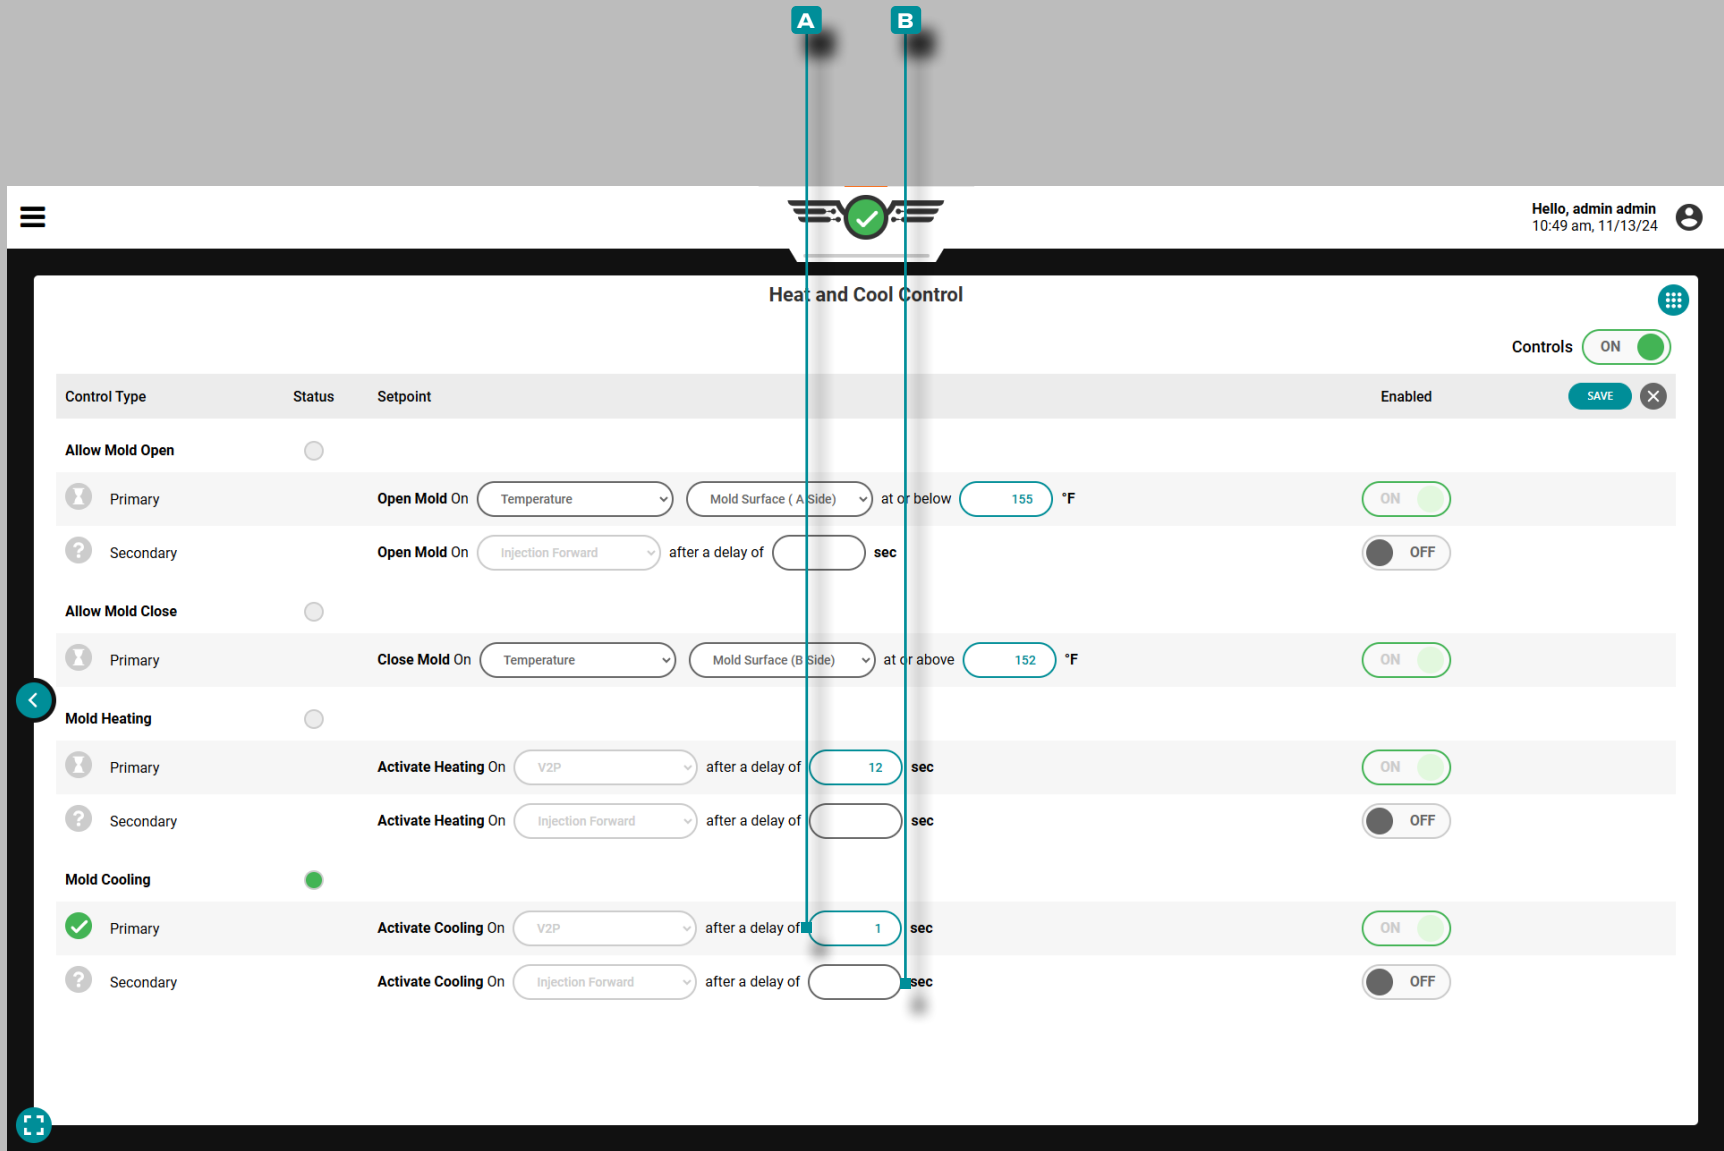 A B
Hello, admin admin
10:49 am, 11/13/24
Heat and Cool Control
Controls ON
Control Type Status Setpoint Enabled SAVE
Allow Mold Open
Primary Open Mold On Temperature Mold Surface ( A Side) at or below 155 °F ON
? Secondary Open Mold On Injection Forward after a delay of sec OFF
Allow Mold Close
Primary Close Mold On Temperature Mold Surface (B Side) at or above 152 °F ON
Mold Heating
Primary Activate Heating On V2P after a delay of 12 sec ON
? Secondary Activate Heating On Injection Forward after a delay of sec OFF
Mold Cooling
Primary Activate Cooling On V2P after a delay of 1 sec ON
? Secondary Activate Cooling On Injection Forward after a delay of sec OFF